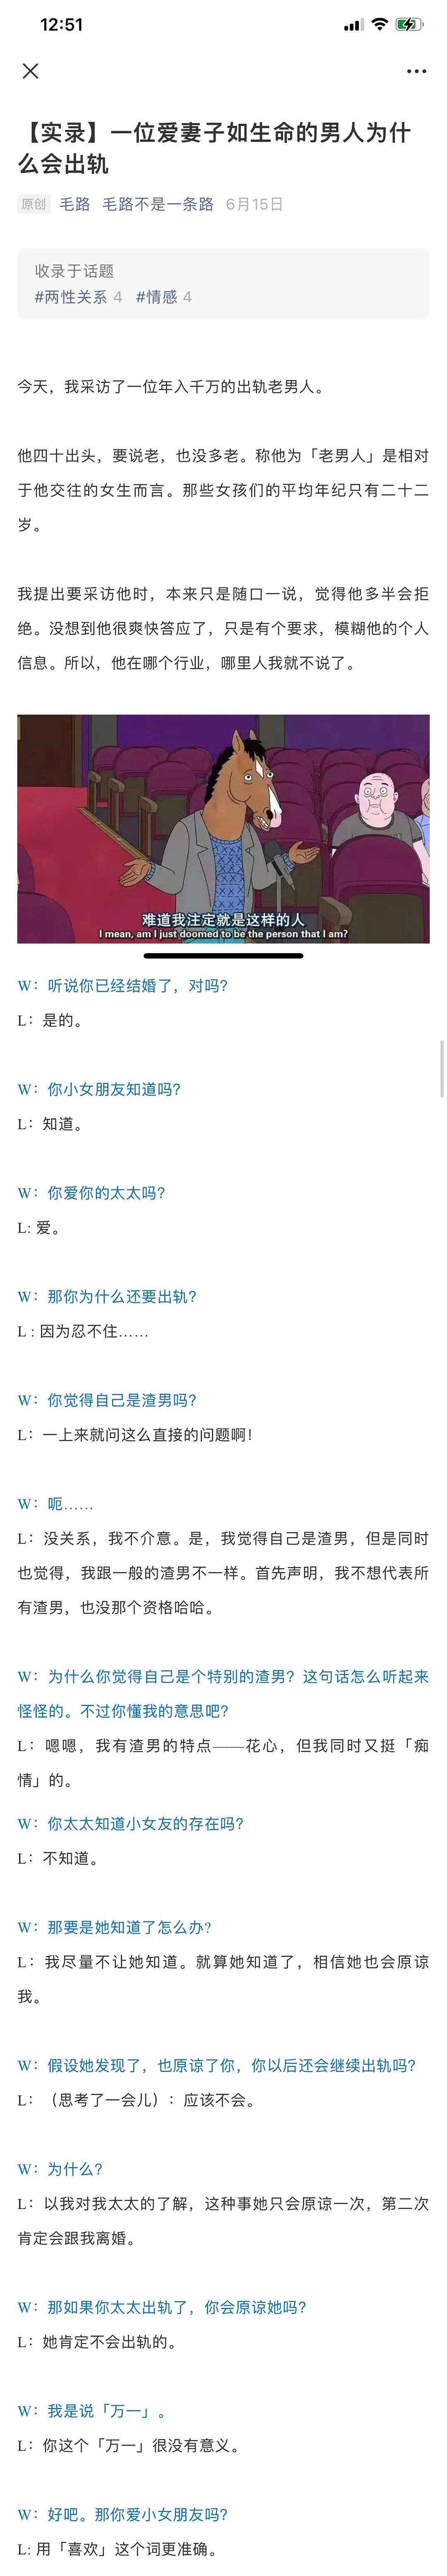 12:51
【实录】一位爱妻子如生命的男人为什
么会出轨
原创 毛路 毛路不是一条路 6月15日
收录于话题
#两性关系 4 #情感 4
今天，我采访了一位年入千万的出轨老男人。
他四十出头，要说老，也没多老。称他为「老男人」是相对
于他交往的女生而言。那些女孩们的平均年纪只有二十二
岁。
我提出要采访他时，本来只是随口一说，觉得他多半会拒
绝。没想到他很爽快答应了，只是有个要求，模糊他的个人
信息。所以，他在哪个行业，哪里人我就不说了。
难道我注定就是这样的人
I mean, am I just doomed to be the person that I am?
W：听说你已经结婚了，对吗？
L：是的。
W：你小女朋友知道吗？
L：知道。
W：你爱你的太太吗？
L: 爱。
W：那你为什么还要出轨？
L : 因为忍不住……
W：你觉得自己是渣男吗？
L：一上来就问这么直接的问题啊！
W：呃……
L：没关系，我不介意。是，我觉得自己是渣男，但是同时
也觉得，我跟一般的渣男不一样。首先声明，我不想代表所
有渣男，也没那个资格哈哈。
W：为什么你觉得自己是个特别的渣男？这句话怎么听起来
怪怪的。不过你懂我的意思吧？
L：嗯嗯，我有渣男的特点——花心，但我同时又挺「痴
情」的。
W：你太太知道小女友的存在吗？
L：不知道。
W：那要是她知道了怎么办？
L：我尽量不让她知道。就算她知道了，相信她也会原谅
我。
W：假设她发现了，也原谅了你，你以后还会继续出轨吗？
L：（思考了一会儿）：应该不会。
W：为什么？
L：以我对我太太的了解，这种事她只会原谅一次，第二次
肯定会跟我离婚。
W：那如果你太太出轨了，你会原谅她吗？
L：她肯定不会出轨的。
W：我是说「万一」。
L：你这个「万一」很没有意义。
W：好吧。那你爱小女朋友吗？
L: 用「喜欢」这个词更准确。